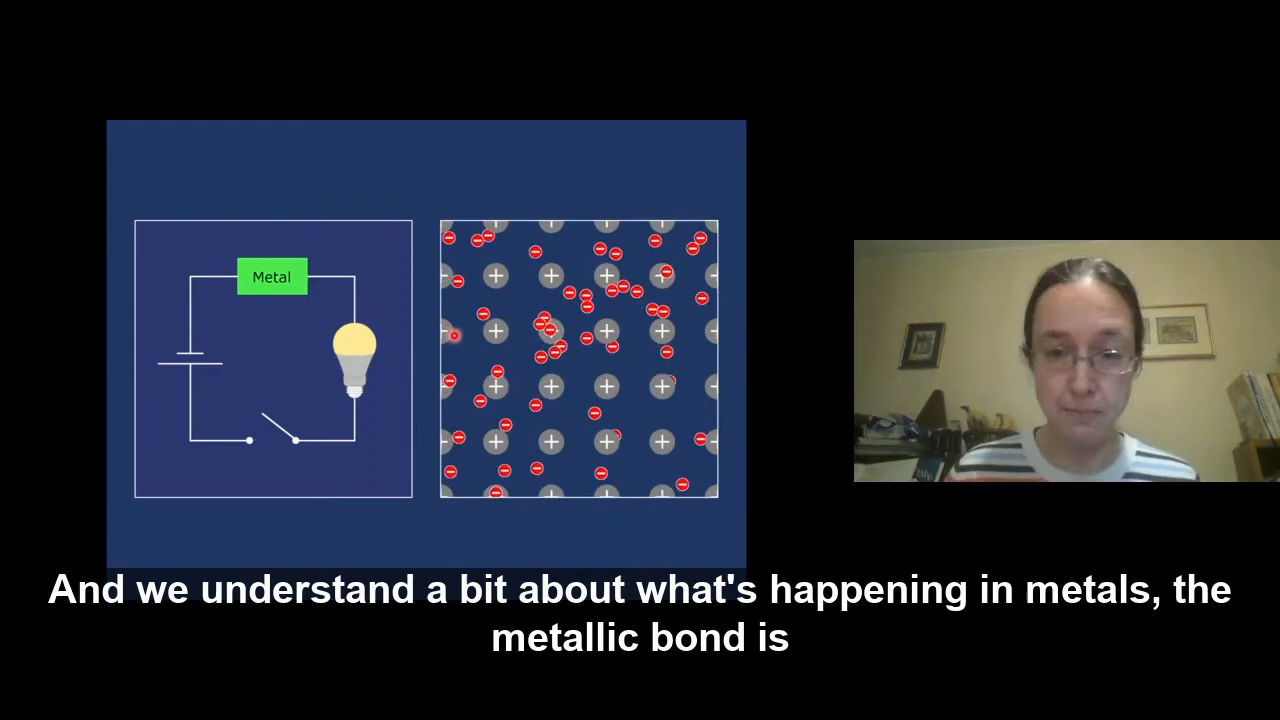 Metal
And we understand a bit about what's happening in metals, the
metallic bond is